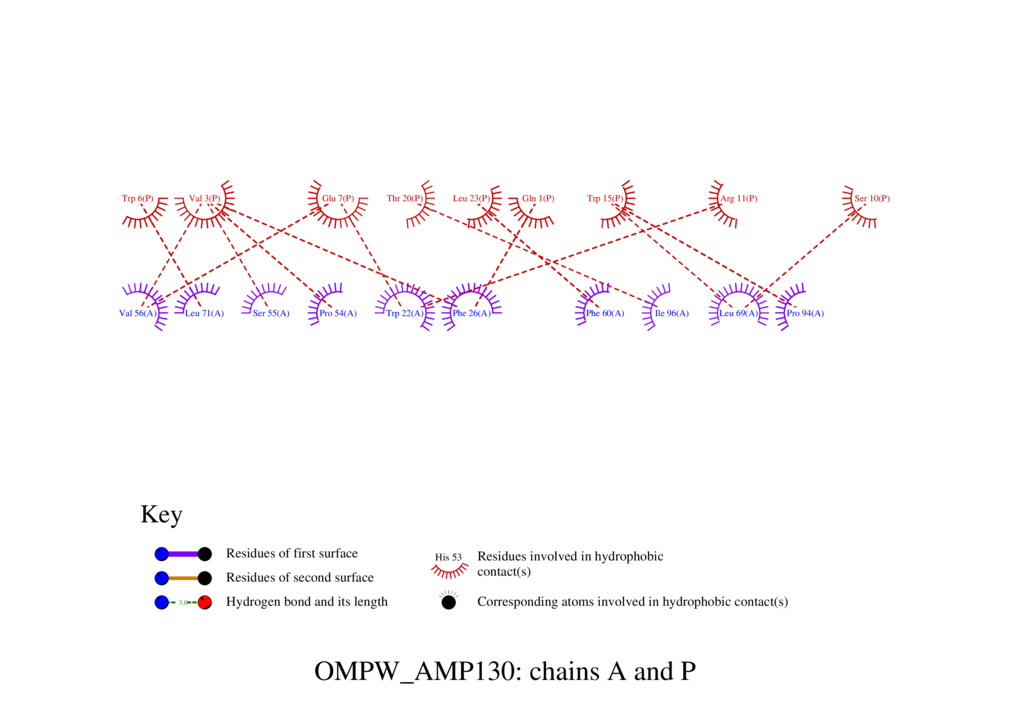 Trp 6(P) Val 3(P) Glu 7(P) Thr 20(P) Leu 23(P) Gln 1(P) Trp 15(P) Arg 11(P) Ser 10(P)
Val 56(A) Leu 71(A) Ser 55(A) Pro 54(A) Trp 22(A) Phe 26(A) Phe 60(A) Ile 96(A) Leu 69(A) Pro 94(A)
Key
Residues of first surface
Residues of second surface
3.0
Hydrogen bond and its length
His 53
Residues involved in hydrophobic
contact(s)
Corresponding atoms involved in hydrophobic contact(s)
OMPW_AMP130: chains A and P